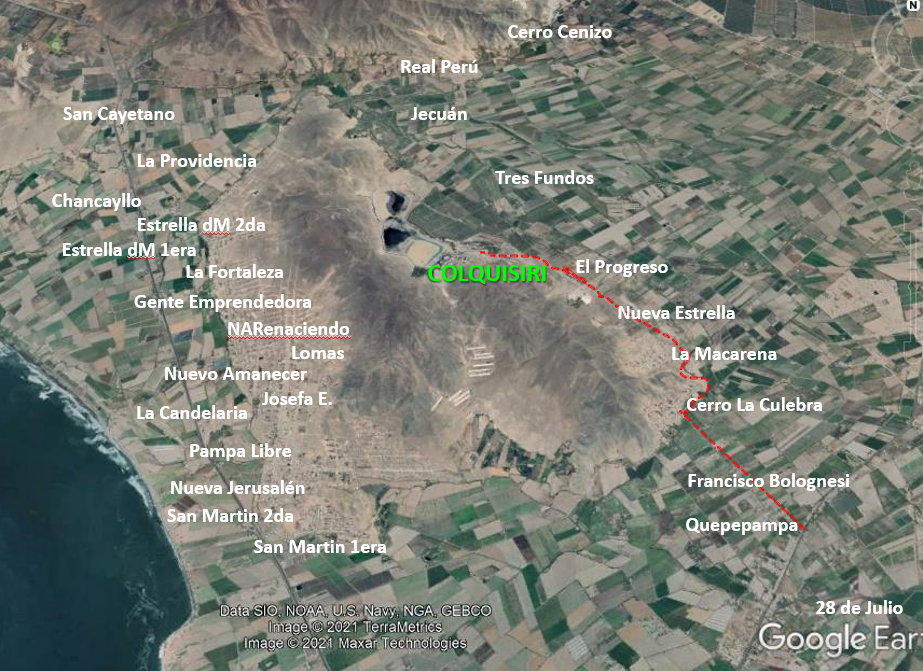 N
Cerro Cenizo
Real Perú
San Cayetano
Jecuán
La Providencia
Tres Fundos
Chancayllo
Estrella dM 2da
Estrella dM 1era
El Progreso
La Fortaleza
COLQUISIRI
Gente Emprendedora
Nueva Estrella
NARenaciendo
Lomas
La Macarena
Nuevo Amanecer
Josefa E.
Cerro La Culebra
La Candelaria
Pampa Libre
Francisco Bolognesi
Nueva Jerusalén
San Martin 2da
Quepepampa
San Martin 1era
28 de Julio
Data SIO, NOAA, U.S. Navy, NGA, GEBCO
Image © 2021 TerraMetrics
Image © 2021 Maxar Technologies
Google Ear